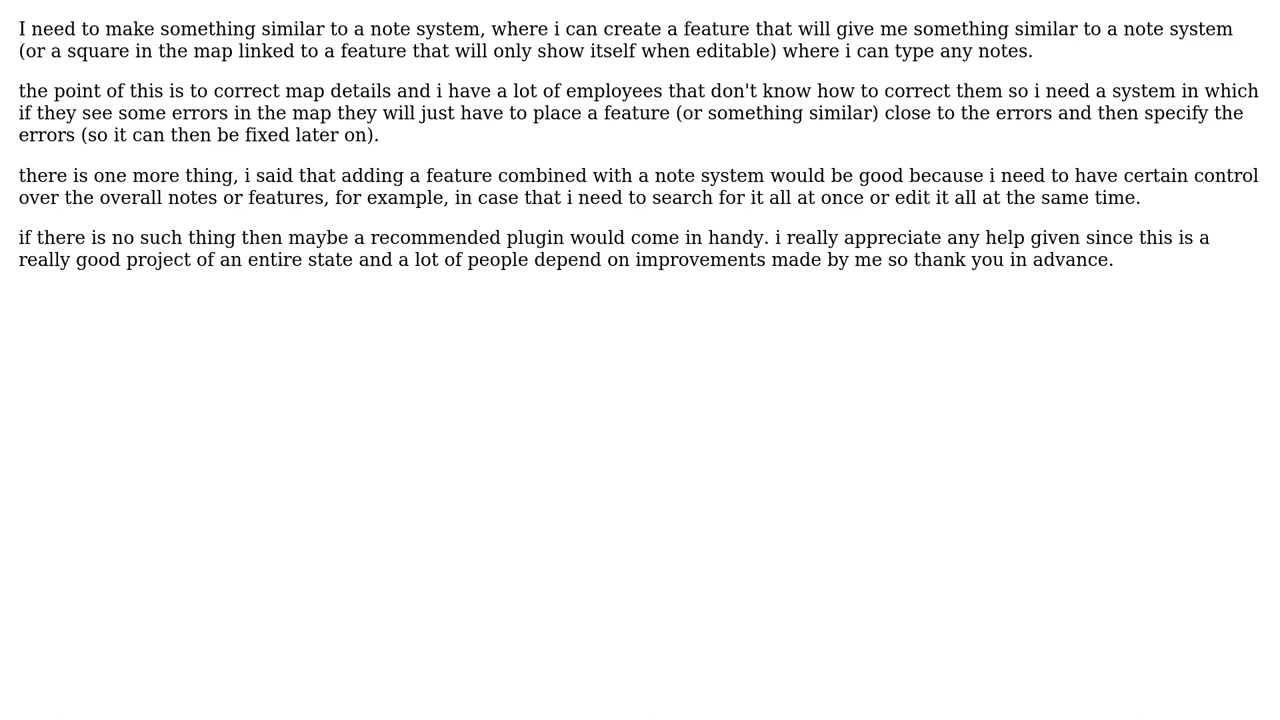 I need to make something similar to a note system, where i can create a feature that will give me something similar to a note system
(or a square in the map linked to a feature that will only show itself when editable) where i can type any notes.
the point of this is to correct map details and i have a lot of employees that don't know how to correct them so i need a system in which
if they see some errors in the map they will just have to place a feature (or something similar) close to the errors and then specify the
errors (so it can then be fixed later on).
there is one more thing, i said that adding a feature combined with a note system would be good because i need to have certain control
over the overall notes or features, for example, in case that i need to search for it all at once or edit it all at the same time.
if there is no such thing then maybe a recommended plugin would come in handy. i really appreciate any help given since this is a
really good project of an entire state and a lot of people depend on improvements made by me so thank you in advance.